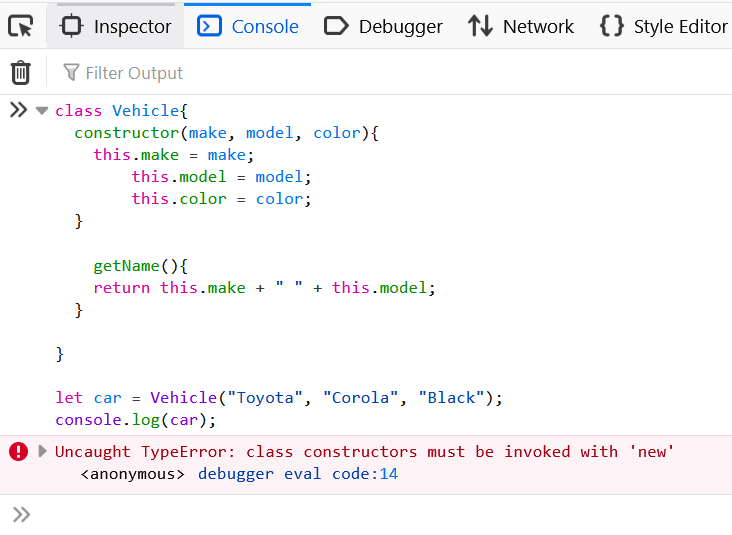 Inspector Console Debugger Network Style Editor
Filter Output
class Vehicle{
constructor(make, model, color){
this.make = make;
this.model = model;
this.color = color;
}
getName(){
return this.make + " " + this.model;
}
}
let car = Vehicle("Toyota", "Corola", "Black");
console.log(car);
Uncaught TypeError: class constructors must be invoked with 'new'
<anonymous> debugger eval code:14